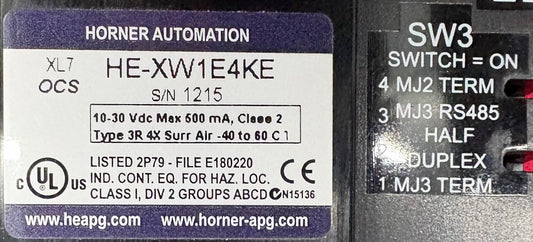 HORNER AUTOMATION
XL7
OCS
HE-XW1E4KE
S/N 1215
10-30 Vdc Max 500 mA, Class 2
Type 3R 4X Surr Air -40 to 60 C T
LISTED 2P79 - FILE E180220
IND. CONT. EQ. FOR HAZ. LOC.
CLASS I, DIV 2 GROUPS ABCD
N15136
C UL US
www.heapg.com
www.horner-apg.com
SW3
SWITCH = ON
4 MJ2 TERM
3 MJ3 RS485
HALF
2 DUPLEX
1 MJ3 TERM